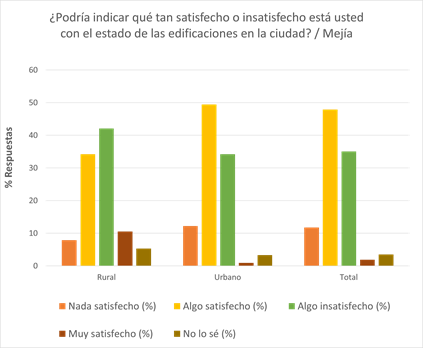 ¿Podría indicar qué tan satisfecho o insatisfecho está usted
con el estado de las edificaciones en la ciudad? / Mejía
% Respuestas
60
50
40
30
20
10
0
Rural
Urbano
Total
Nada satisfecho (%)
Algo satisfecho (%)
Algo insatisfecho (%)
Muy satisfecho (%)
No lo sé (%)